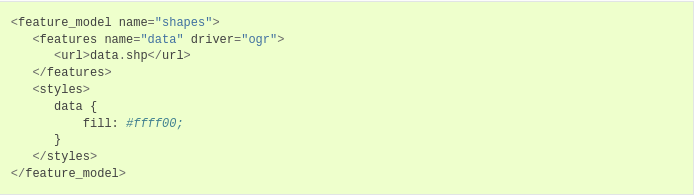 <feature_model name="shapes">
   <features name="data" driver="ogr">
      <url>data.shp</url>
   </features>
   <styles>
      data {
          fill: #ffff00;
      }
   </styles>
</feature_model>